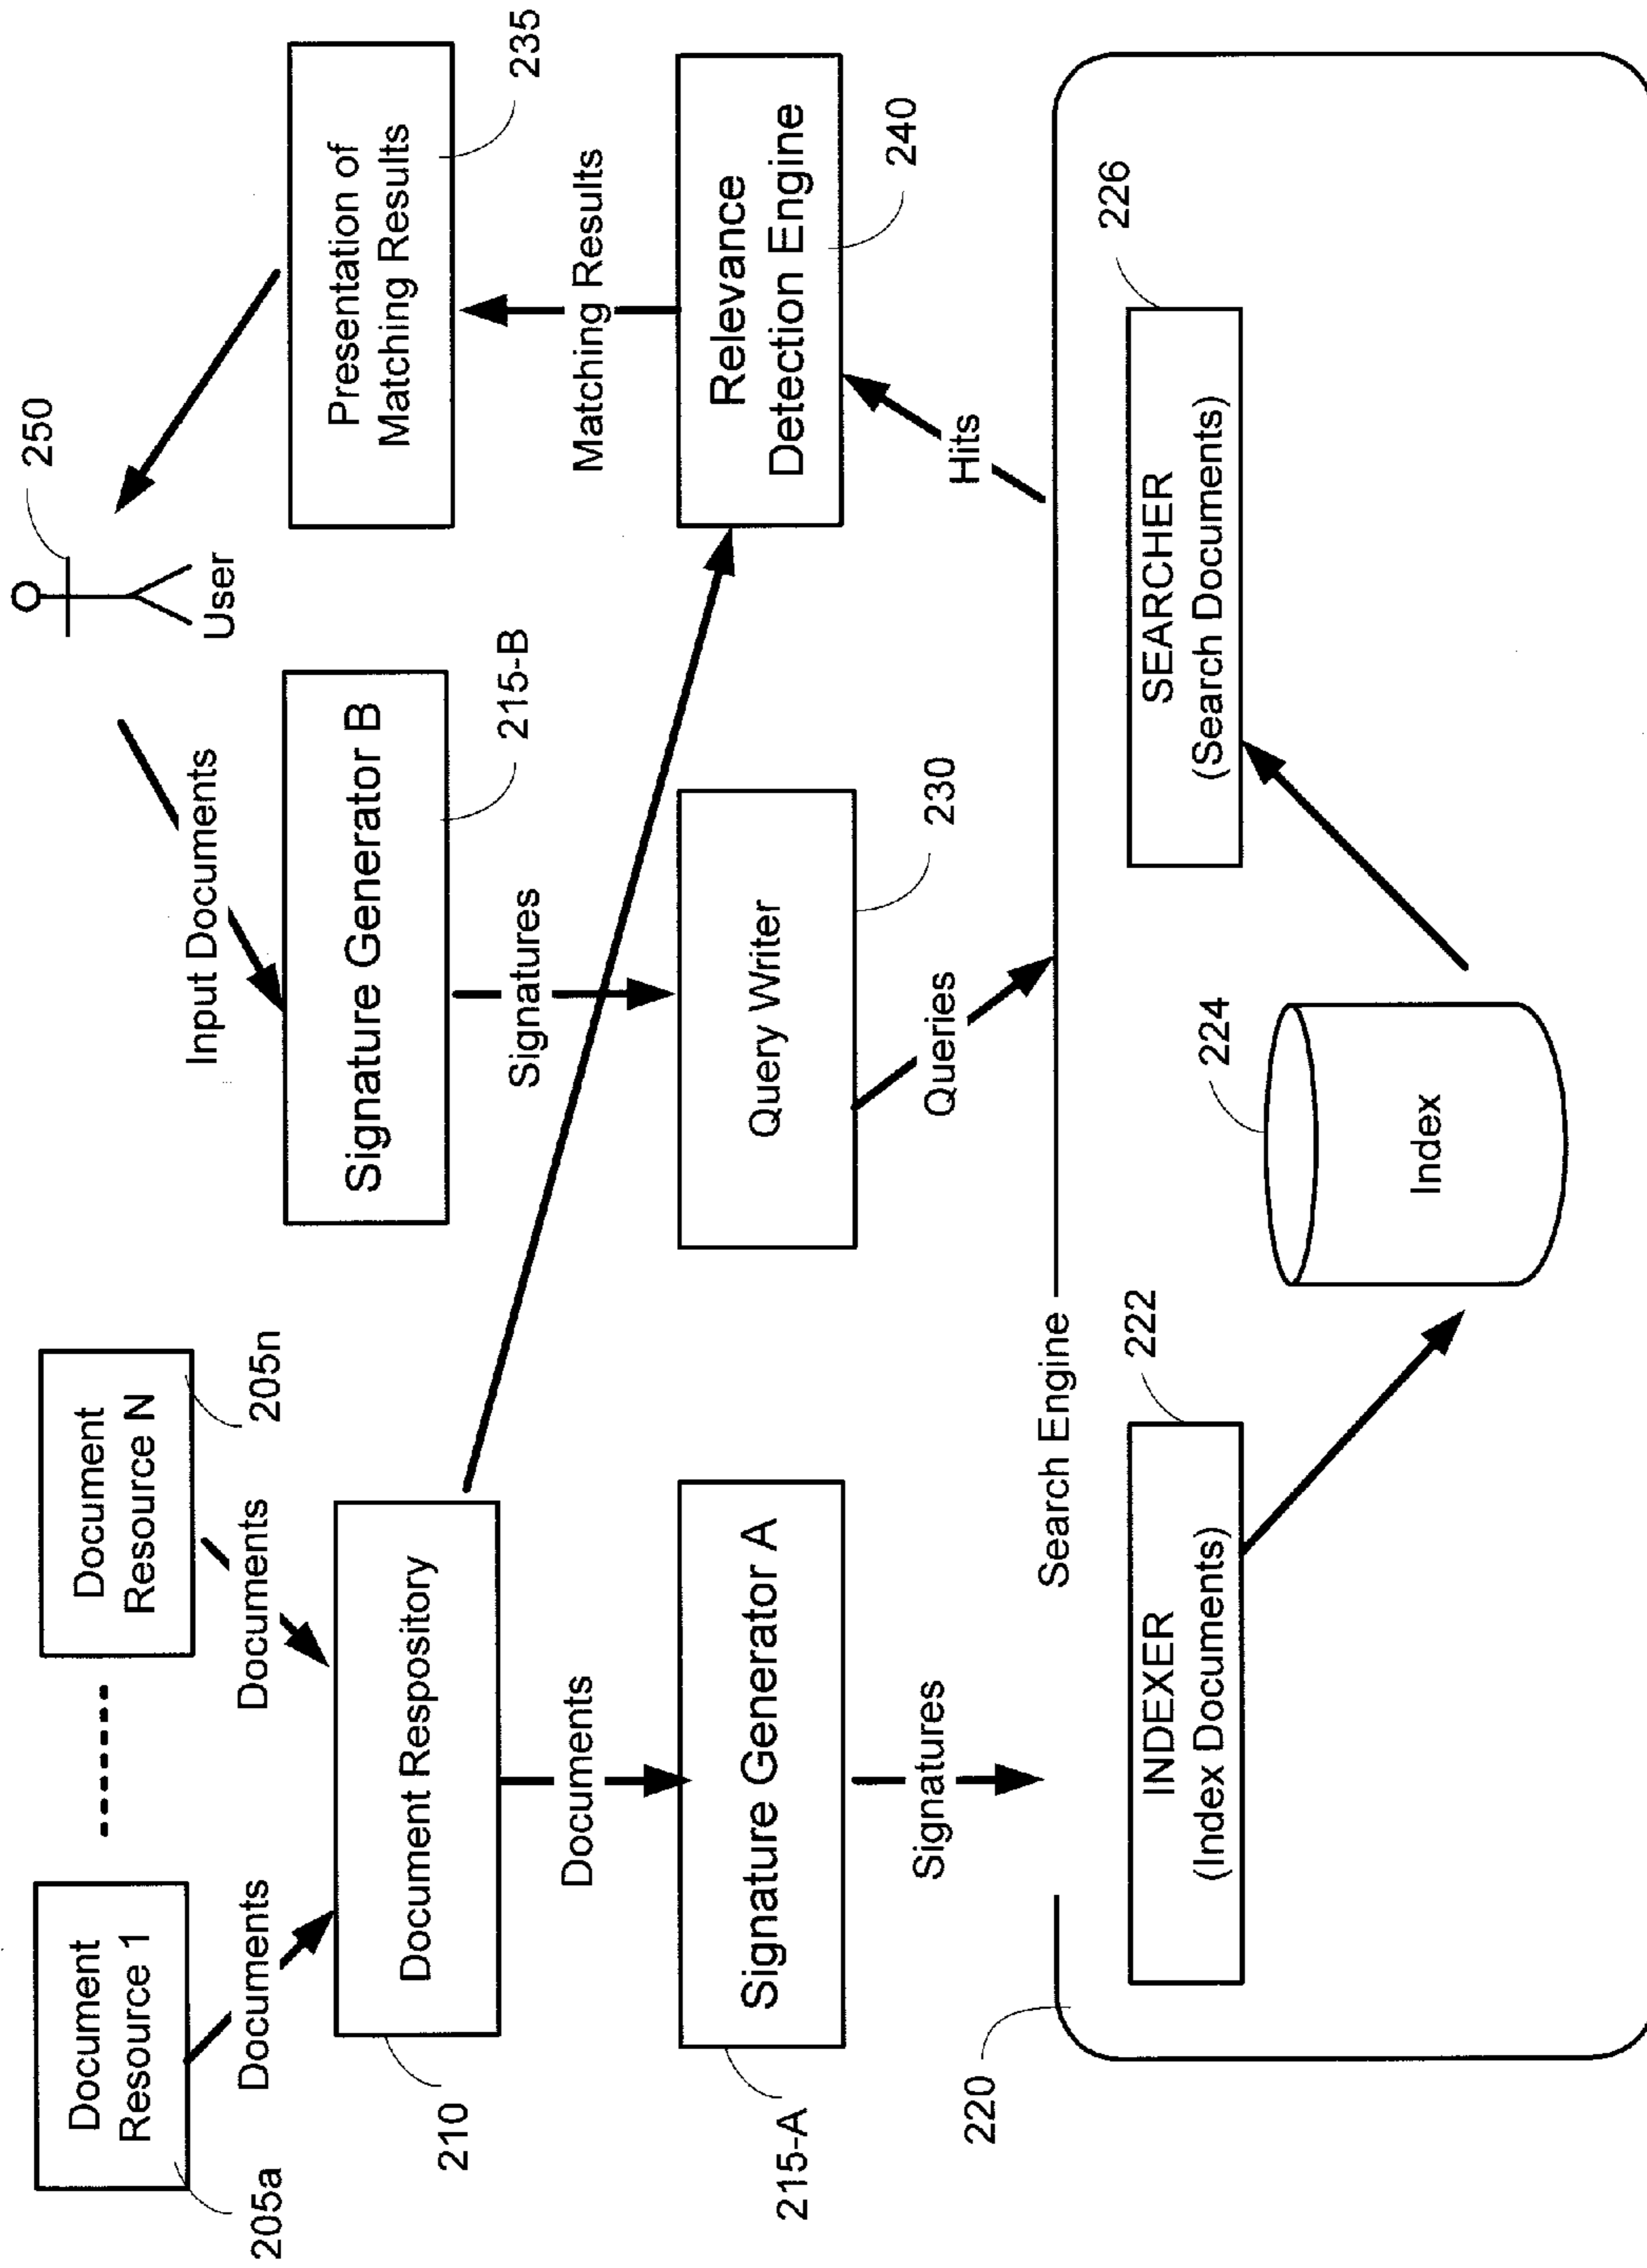 Document
Resource 1
205a
Document
Resource N
205n
Documents
Documents
Document Respository
210
Documents
Signature Generator A
215-A
Signatures
250
User
Input Documents
Signature Generator B
215-B
Signatures
Query Writer
230
Queries
Presentation of
Matching Results
235
Matching Results
Relevance
Detection Engine
240
Hits
Search Engine
220
INDEXER
(Index Documents)
222
Index
224
SEARCHER
(Search Documents)
226